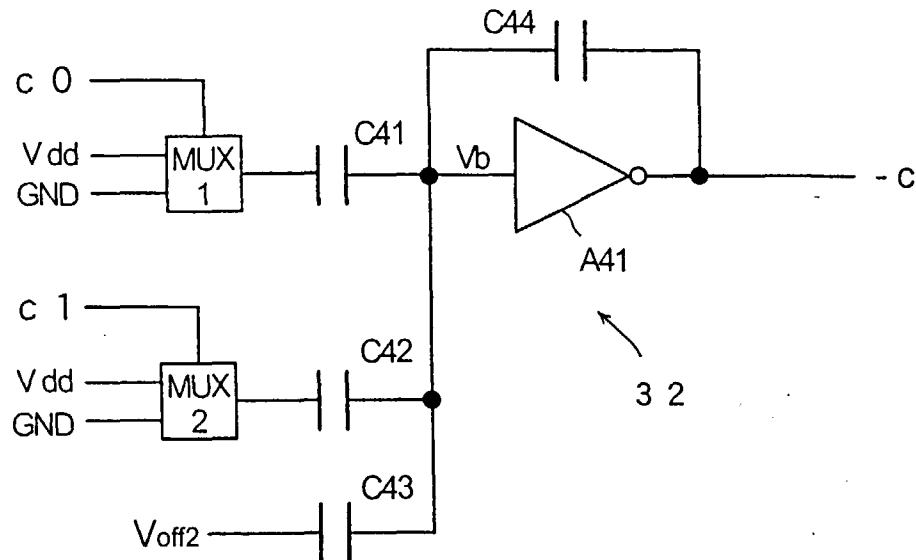 C44
c 0
C41
Vdd
MUX
1
GND
Vb
- c
A41
c 1
C42
Vdd
MUX
2
GND
3 2
C43
Voff2